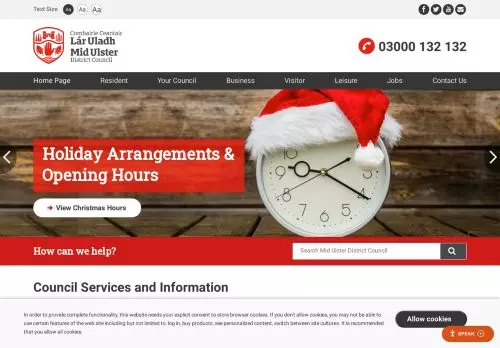 Text Size Aa Aa Aa
Comhairle Ceantair
Lár Uladh
Mid Ulster
District Council
03000 132 132
Home Page Resident Your Council Business Visitor Leisure Jobs Contact Us
Holiday Arrangements &
Opening Hours
View Christmas Hours
How can we help?
Search Mid Ulster District Council
Council Services and Information
In order to provide complete functionality, this website needs your explicit consent to store browser cookies. If you don't allow cookies, you may not be able to
use certain features of the web site including but not limited to: log in, buy products, see personalized content, switch between site cultures. It is recommended
that you allow all cookies.
Allow cookies
SPEAK